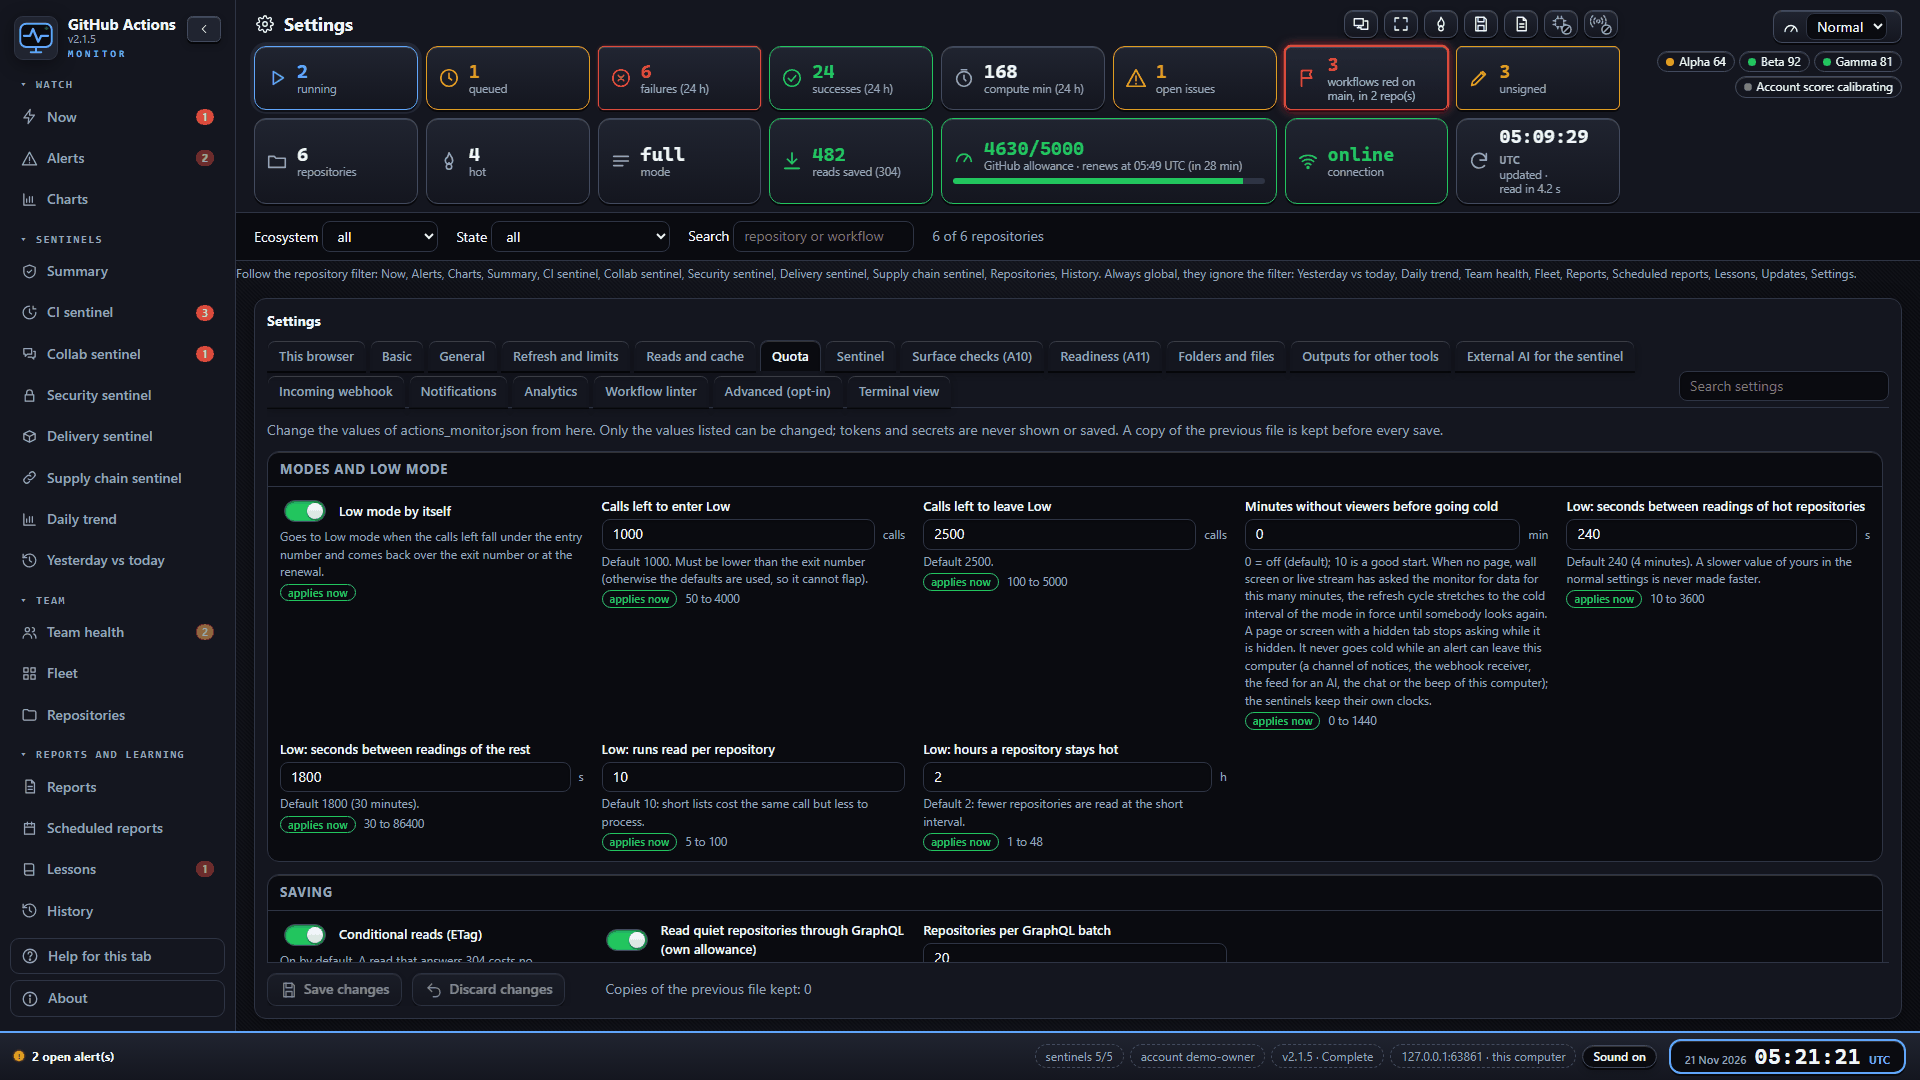 GitHub Actions
v2.1.5
MONITOR
WATCH
Now 1
Alerts 2
Charts
SENTINELS
Summary
CI sentinel 3
Collab sentinel 1
Security sentinel
Delivery sentinel
Supply chain sentinel
Daily trend
Yesterday vs today
TEAM
Team health 2
Fleet
Repositories
REPORTS AND LEARNING
Reports
Scheduled reports
Lessons 1
History
Help for this tab
About
Settings
Normal
2
running
1
queued
6
failures (24 h)
24
successes (24 h)
168
compute min (24 h)
1
open issues
3
workflows red on
main, in 2 repo(s)
3
unsigned
Alpha 64
Beta 92
Gamma 81
Account score: calibrating
6
repositories
4
hot
full
mode
482
reads saved (304)
4630/5000
GitHub allowance · renews at 05:49 UTC (in 28 min)
online
connection
05:09:29
UTC
updated ·
read in 4.2 s
Ecosystem all
State all
Search repository or workflow
6 of 6 repositories
Follow the repository filter: Now, Alerts, Charts, Summary, CI sentinel, Collab sentinel, Security sentinel, Delivery sentinel, Supply chain sentinel, Repositories, History. Always global, they ignore the filter: Yesterday vs today, Daily trend, Team health, Fleet, Reports, Scheduled reports, Lessons, Updates, Settings.
Settings
This browser
Basic
General
Refresh and limits
Reads and cache
Quota
Sentinel
Surface checks (A10)
Readiness (A11)
Folders and files
Outputs for other tools
External AI for the sentinel
Incoming webhook
Notifications
Analytics
Workflow linter
Advanced (opt-in)
Terminal view
Search settings
Change the values of actions_monitor.json from here. Only the values listed can be changed; tokens and secrets are never shown or saved. A copy of the previous file is kept before every save.
MODES AND LOW MODE
Low mode by itself
Goes to Low mode when the calls left fall under the entry
number and comes back over the exit number or at the
renewal.
applies now
Calls left to enter Low
1000 calls
Default 1000. Must be lower than the exit number
(otherwise the defaults are used, so it cannot flap).
applies now 50 to 4000
Calls left to leave Low
2500 calls
Default 2500.
applies now 100 to 5000
Minutes without viewers before going cold
0 min
0 = off (default); 10 is a good start. When no page, wall
screen or live stream has asked the monitor for data for
this many minutes, the refresh cycle stretches to the cold
interval of the mode in force until somebody looks again.
A page or screen with a hidden tab stops asking while it
is hidden. It never goes cold while an alert can leave this
computer (a channel of notices, the webhook receiver,
the feed for an AI, the chat or the beep of this computer);
the sentinels keep their own clocks.
applies now 0 to 1440
Low: seconds between readings of hot repositories
240 s
Default 240 (4 minutes). A slower value of yours in the
normal settings is never made faster.
applies now 10 to 3600
Low: seconds between readings of the rest
1800 s
Default 1800 (30 minutes).
applies now 30 to 86400
Low: runs read per repository
10
Default 10: short lists cost the same call but less to
process.
applies now 5 to 100
Low: hours a repository stays hot
2 h
Default 2: fewer repositories are read at the short
interval.
applies now 1 to 48
SAVING
Conditional reads (ETag)
On by default. A read that answers 304 costs no
Read quiet repositories through GraphQL
(own allowance)
Repositories per GraphQL batch
20
Save changes
Discard changes
Copies of the previous file kept: 0
2 open alert(s)
sentinels 5/5
account demo-owner
v2.1.5 · Complete
127.0.0.1:63861 · this computer
Sound on
21 Nov 2026 05:21:21 UTC